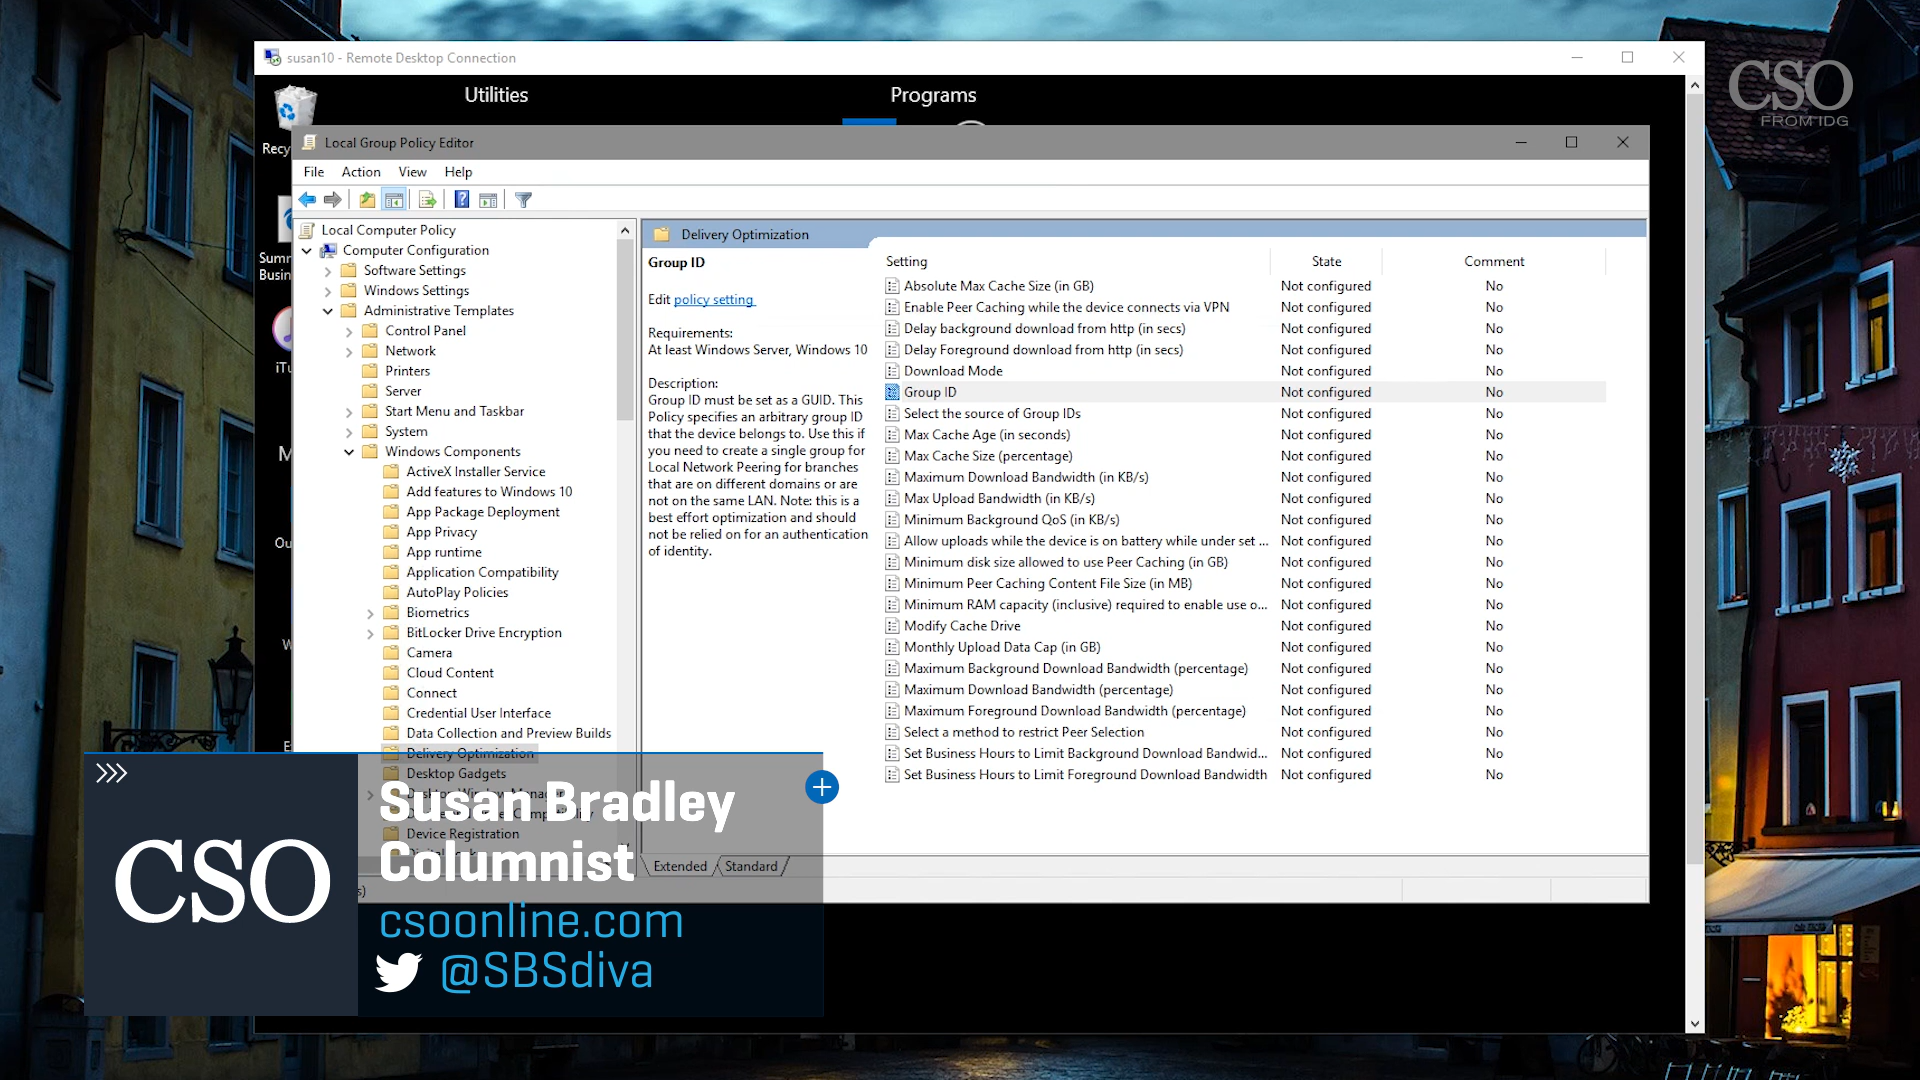 susan10 - Remote Desktop Connection
CSO
FROM IDG
Utilities
Programs
Local Group Policy Editor
File Action View Help
Local Computer Policy
Computer Configuration
Software Settings
Windows Settings
Administrative Templates
Control Panel
Network
Printers
Server
Start Menu and Taskbar
System
Windows Components
ActiveX Installer Service
Add features to Windows 10
App Package Deployment
App Privacy
App runtime
Application Compatibility
AutoPlay Policies
Biometrics
BitLocker Drive Encryption
Camera
Cloud Content
Connect
Credential User Interface
Data Collection and Preview Builds
Delivery Optimization
Desktop Gadgets
Device Registration
Delivery Optimization
Group ID
Edit policy setting
Requirements:
At least Windows Server, Windows 10
Description:
Group ID must be set as a GUID. This
Policy specifies an arbitrary group ID
that the device belongs to. Use this if
you need to create a single group for
Local Network Peering for branches
that are on different domains or are
not on the same LAN. Note: this is a
best effort optimization and should
not be relied on for an authentication
of identity.
Setting State Comment
Absolute Max Cache Size (in GB) Not configured No
Enable Peer Caching while the device connects via VPN Not configured No
Delay background download from http (in secs) Not configured No
Delay Foreground download from http (in secs) Not configured No
Download Mode Not configured No
Group ID Not configured No
Select the source of Group IDs Not configured No
Max Cache Age (in seconds) Not configured No
Max Cache Size (percentage) Not configured No
Maximum Download Bandwidth (in KB/s) Not configured No
Max Upload Bandwidth (in KB/s) Not configured No
Minimum Background QoS (in KB/s) Not configured No
Allow uploads while the device is on battery while under set ... Not configured No
Minimum disk size allowed to use Peer Caching (in GB) Not configured No
Minimum Peer Caching Content File Size (in MB) Not configured No
Minimum RAM capacity (inclusive) required to enable use o... Not configured No
Modify Cache Drive Not configured No
Monthly Upload Data Cap (in GB) Not configured No
Maximum Background Download Bandwidth (percentage) Not configured No
Maximum Download Bandwidth (percentage) Not configured No
Maximum Foreground Download Bandwidth (percentage) Not configured No
Select a method to restrict Peer Selection Not configured No
Set Business Hours to Limit Background Download Bandwid... Not configured No
Set Business Hours to Limit Foreground Download Bandwidth Not configured No
Extended Standard
CSO
Susan Bradley
Columnist
csoonline.com
@SBSdiva